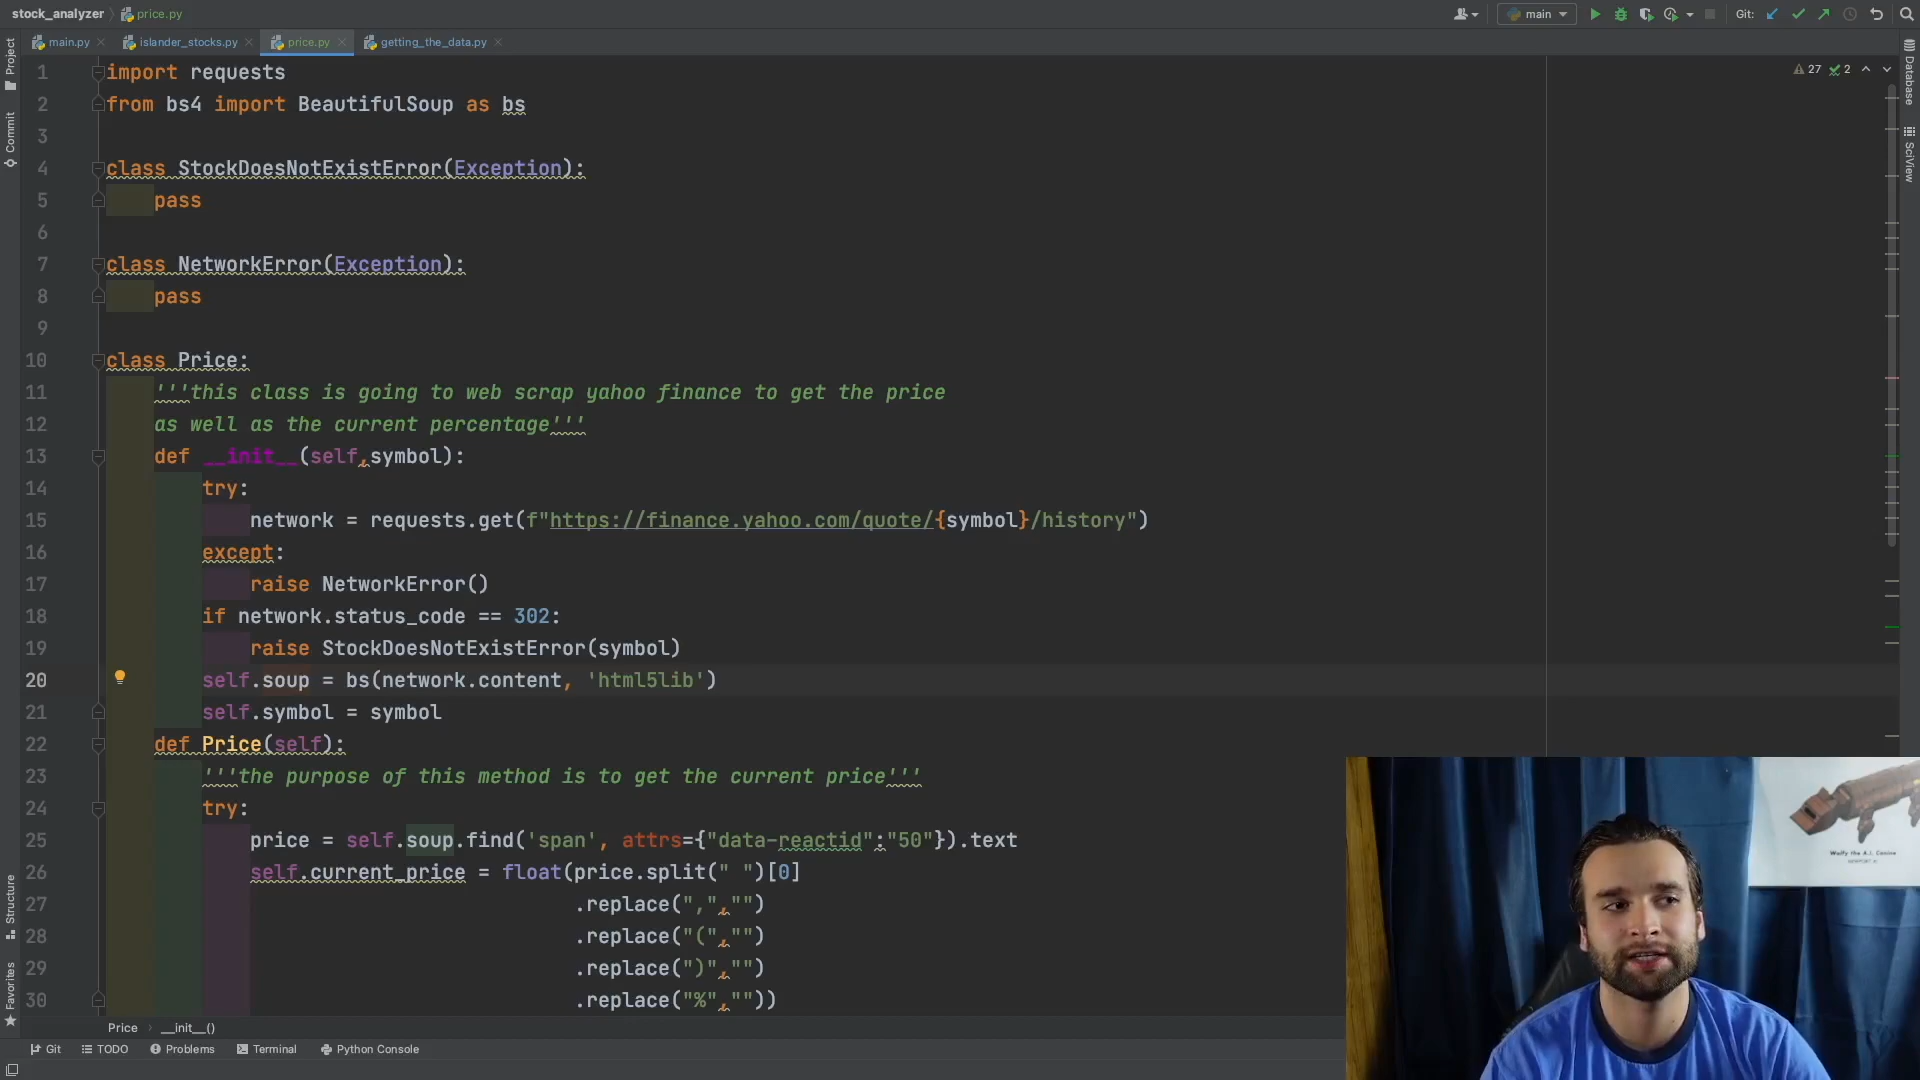 stock_analyzer price.py
main
Git:
main.py
islander_stocks.py
price.py
getting_the_data.py
Project
Commit
Structure
Favorites
Database
SciView
27 2
1 import requests
2 from bs4 import BeautifulSoup as bs
3
4 class StockDoesNotExistError(Exception):
5 pass
6
7 class NetworkError(Exception):
8 pass
9
10 class Price:
11 '''this class is going to web scrap yahoo finance to get the price
12 as well as the current percentage'''
13 def __init__(self,symbol):
14 try:
15 network = requests.get(f"https://finance.yahoo.com/quote/{symbol}/history")
16 except:
17 raise NetworkError()
18 if network.status_code == 302:
19 raise StockDoesNotExistError(symbol)
20 self.soup = bs(network.content, 'html5lib')
21 self.symbol = symbol
22 def Price(self):
23 '''the purpose of this method is to get the current price'''
24 try:
25 price = self.soup.find('span', attrs={"data-reactid":"50"}).text
26 self.current_price = float(price.split(" ")[0]
27 .replace(",","")
28 .replace("(","")
29 .replace(")","")
30 .replace("%",""))
Price __init__()
Git TODO Problems Terminal Python Console
Wolfy the A.I. Canine